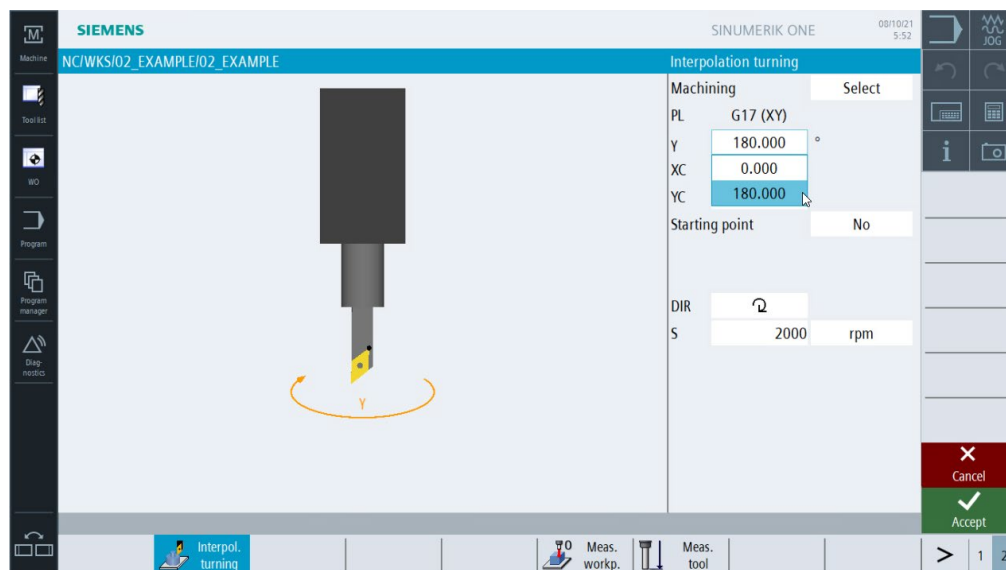 SIEMENS
SINUMERIK ONE
08/10/21
5:52
M
Machine
JOG
NC/WKS/02_EXAMPLE/02_EXAMPLE
Interpolation turning
Machining Select
PL G17 (XY)
Tool list
Υ 180.000 °
XC 0.000
YC 180.000
i
WO
Starting point No
Program
Program
manager
DIR
S 2000 rpm
Diag-
nostics
Υ
Cancel
Accept
Interpol.
turning
Meas.
workp.
Meas.
tool
> 1 2